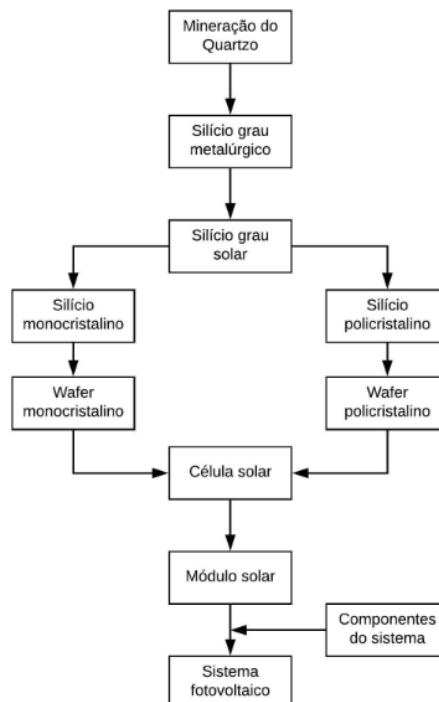 Mineração do
Quartzo
Silício grau
metalúrgico
Silício grau
solar
Silício
monocristalino
Silício
policristalino
Wafer
monocristalino
Wafer
policristalino
Célula solar
Módulo solar
Componentes
do sistema
Sistema
fotovoltaico